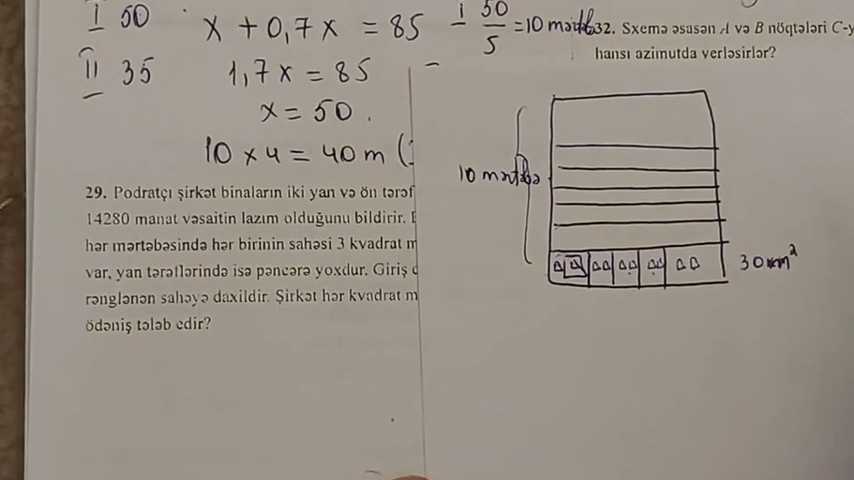 I 50
II 35
x + 0,7x = 85
1,7x = 85
x = 50.
10 x 4 = 40m (
I 50/5 = 10 mərtəbə
29. Podratçı şirkət binaların iki yan və ön tərəf
14280 manat vəsaitin lazım olduğunu bildirir.
hər mərtəbəsində hər birinin sahəsi 3 kvadrat m
var, yan tərəflərində isə pəncərə yoxdur. Giriş
rənglənən sahəyə daxildir. Şirkət hər kvadrat m
ödəniş tələb edir?
32. Sxemə əsasən A və B nöqtələri C-y
hansı azimutda yerləşirlər?
10 mərtəbə
30 m²